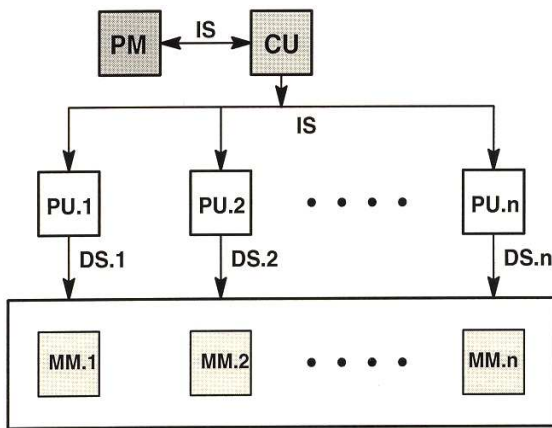 PM IS CU
IS
PU.1 PU.2 PU.n
DS.1 DS.2 DS.n
MM.1 MM.2 MM.n